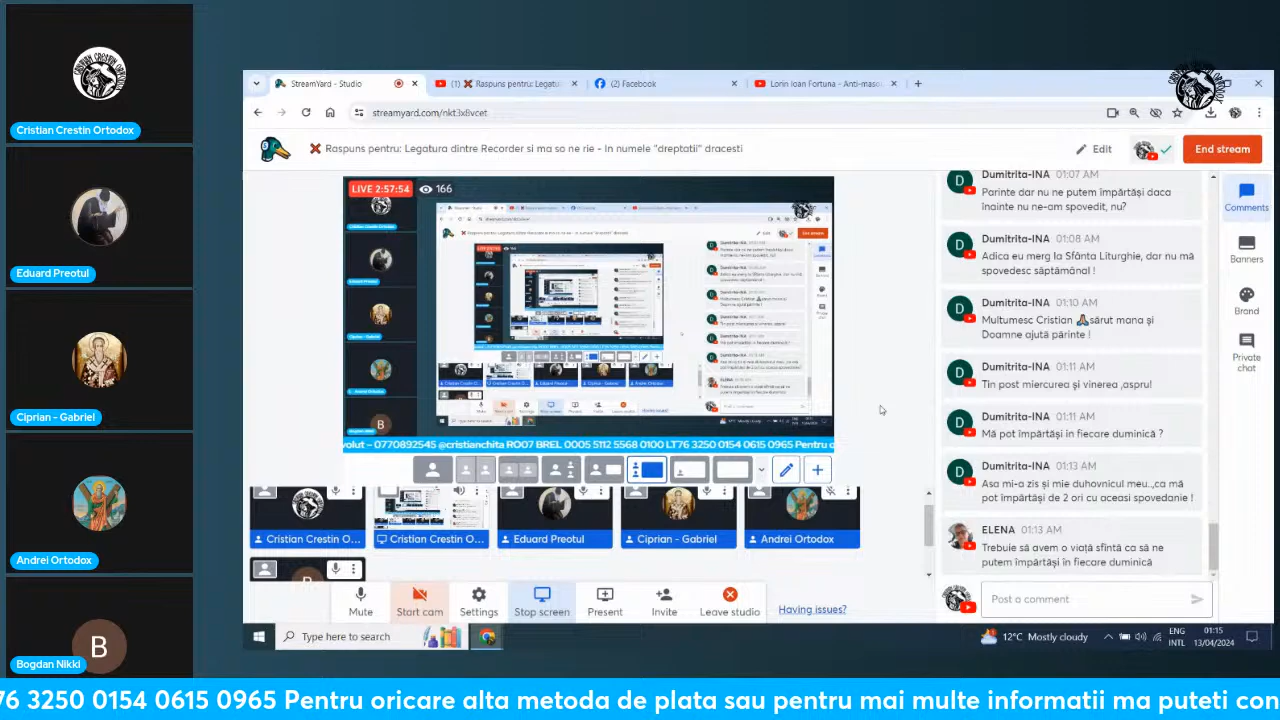 Cristian Crestin Ortodox
Eduard Preotul
Ciprian - Gabriel
Andrei Ortodox
B
Bogdan Nikki
CRISTIAN CRESTIN ORTODOX
StreamYard - Studio
(1) ❌ Raspuns pentru: Legatu
(2) Facebook
Lorin Ioan Fortuna - Anti-maso
streamyard.com/nkt3x8vcet
❌ Raspuns pentru: Legatura dintre Recorder si ma so ne rie - In numele "dreptatii" dracesti
Edit
End stream
LIVE 2:57:54
166
volut – 0770892545 @cristianchita RO07 BREL 0005 5112 5568 0100 LT76 3250 0154 0615 0965 Pentru o
Cristian Crestin O...
Cristian Crestin O...
Eduard Preotul
Ciprian - Gabriel
Andrei Ortodox
Mute
Start cam
Settings
Stop screen
Present
Invite
Leave studio
Having issues?
Dumitrita-INA 01:07 AM
Parinte dar nu ne putem împărtăși daca
înainte nu ne-am spovedit, nu?
Dumitrita-INA 01:08 AM
Adica eu merg la Sfânta Liturghie, dar nu mă
spovedesc săptămânal !
Dumitrita-INA 01:10 AM
Multumesc Cristian 🙏sărut mana și
Doamne ajută părinte !
Dumitrita-INA 01:11 AM
Tin post miercurea și vinerea ,aspru!
Dumitrita-INA 01:11 AM
Mă pot împărtăși in fiecare duminică ?
Dumitrita-INA 01:13 AM
Asa mi-a zis și mie duhovnicul meu..,ca mă
pot împărtăși de 2 ori cu aceasi spovedanie !
ELENA 01:13 AM
Trebuie să avem o viață sfintă ca să ne
putem împărtăși în fiecare duminică
Post a comment
Comments
Banners
Brand
Private
chat
Type here to search
12°C Mostly cloudy
ENG
INTL
01:15
13/04/2024
76 3250 0154 0615 0965 Pentru oricare alta metoda de plata sau pentru mai multe informatii ma puteti con